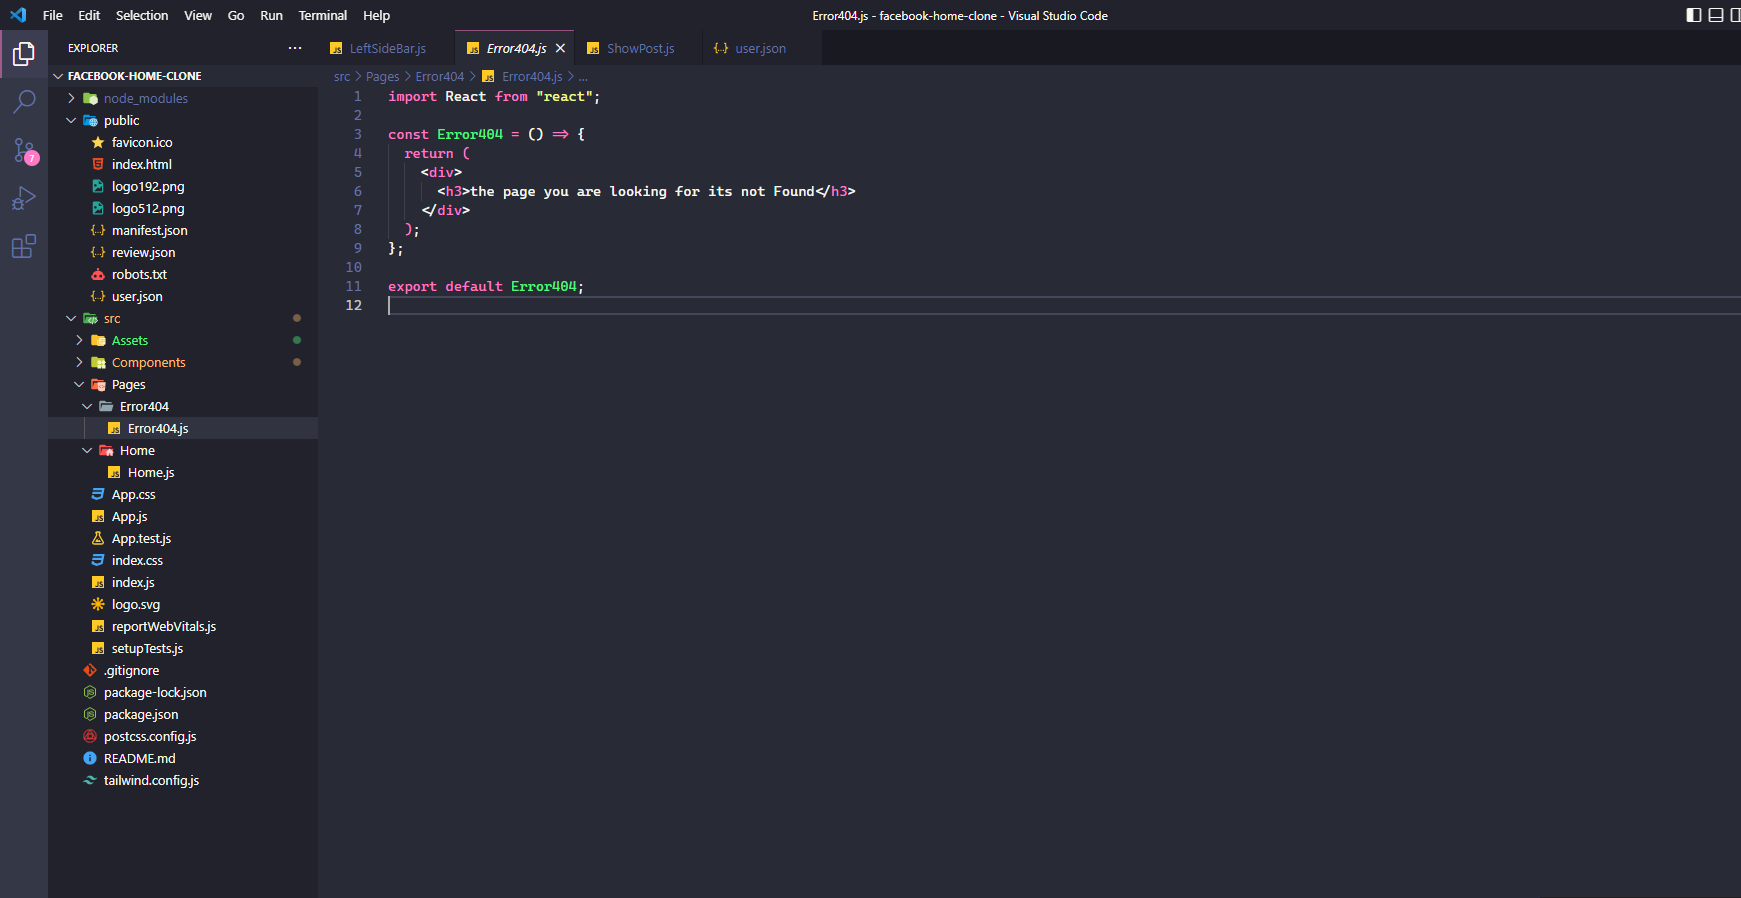 File Edit Selection View Go Run Terminal Help
Error404.js - facebook-home-clone - Visual Studio Code
EXPLORER
FACEBOOK-HOME-CLONE
node_modules
public
favicon.ico
index.html
logo192.png
logo512.png
manifest.json
review.json
robots.txt
user.json
src
Assets
Components
Pages
Error404
Error404.js
Home
Home.js
App.css
App.js
App.test.js
index.css
index.js
logo.svg
reportWebVitals.js
setupTests.js
.gitignore
package-lock.json
package.json
postcss.config.js
README.md
tailwind.config.js
7
LeftSideBar.js Error404.js ShowPost.js user.json
src > Pages > Error404 > Error404.js > ...
1 import React from "react";
2
3 const Error404 = () => {
4 return (
5 <div>
6 <h3>the page you are looking for its not Found</h3>
7 </div>
8 );
9 };
10
11 export default Error404;
12